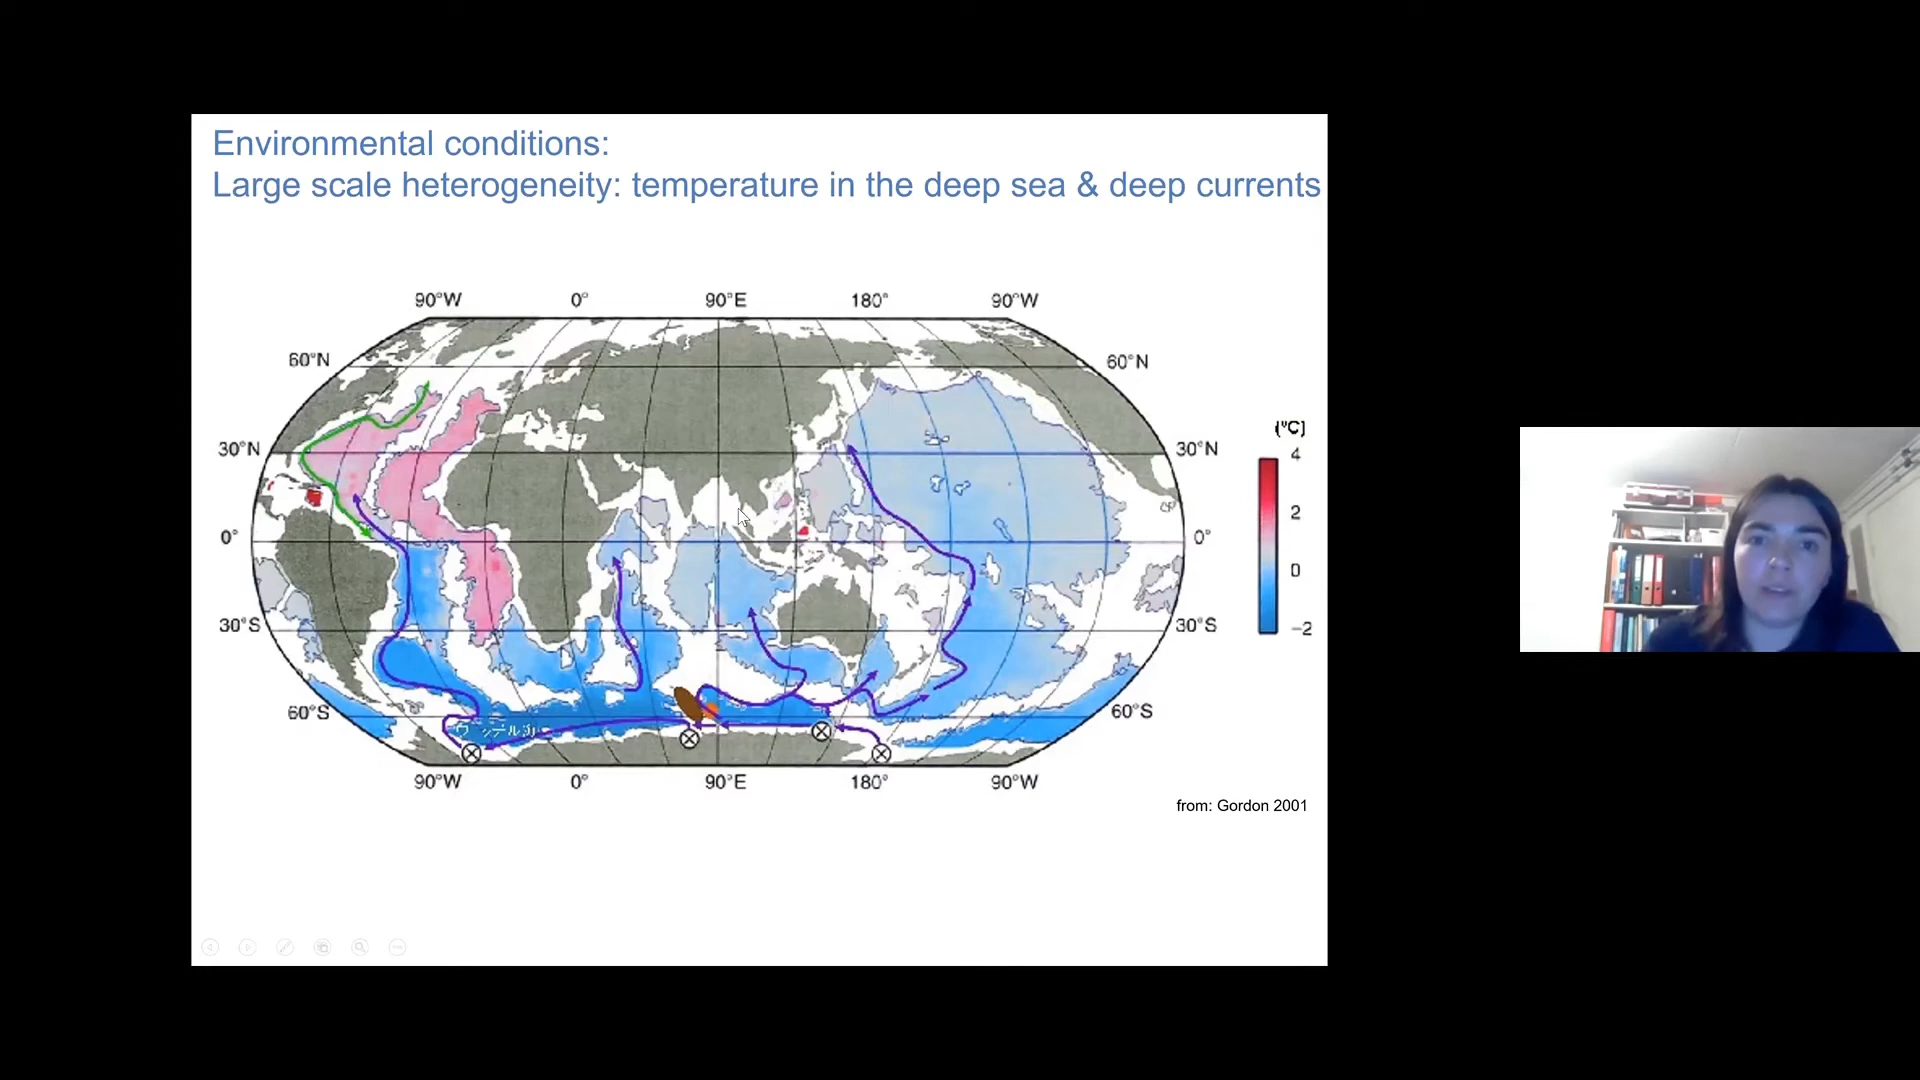 Environmental conditions:
Large scale heterogeneity: temperature in the deep sea & deep currents
90°W 0° 90°E 180° 90°W
60°N 60°N
(°C)
30°N 30°N 4
2
0° 0°
0
30°S 30°S -2
60°S 60°S
90°W 0° 90°E 180° 90°W
from: Gordon 2001